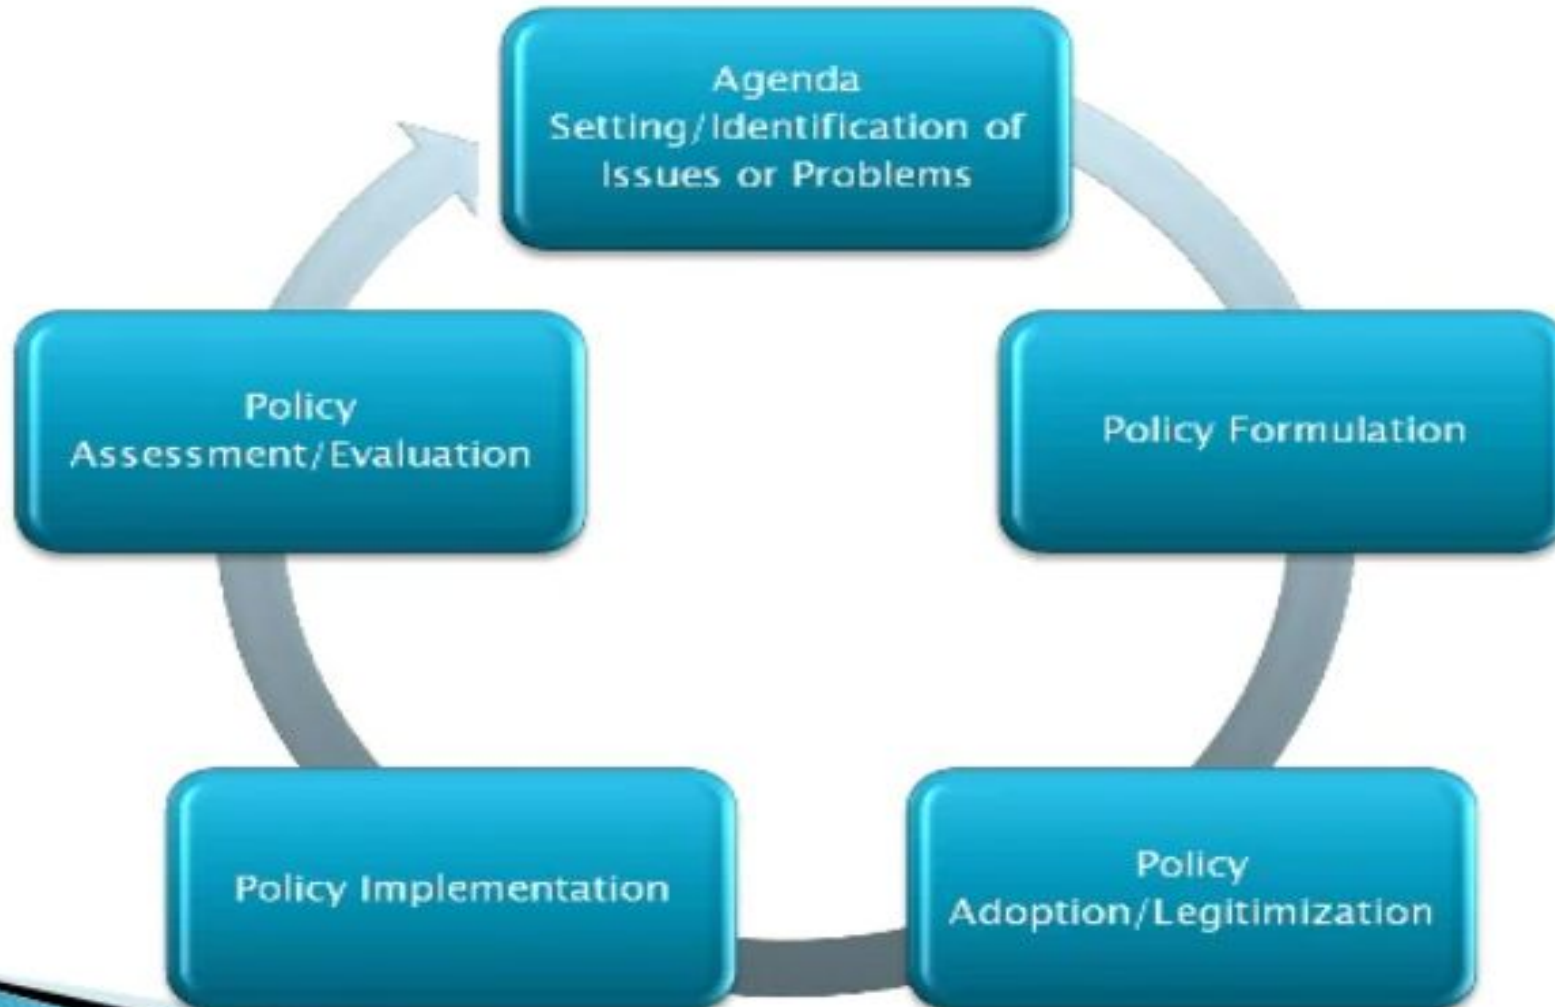 Agenda
Setting/Identification of
Issues or Problems
Policy Formulation
Policy
Adoption/Legitimization
Policy Implementation
Policy
Assessment/Evaluation